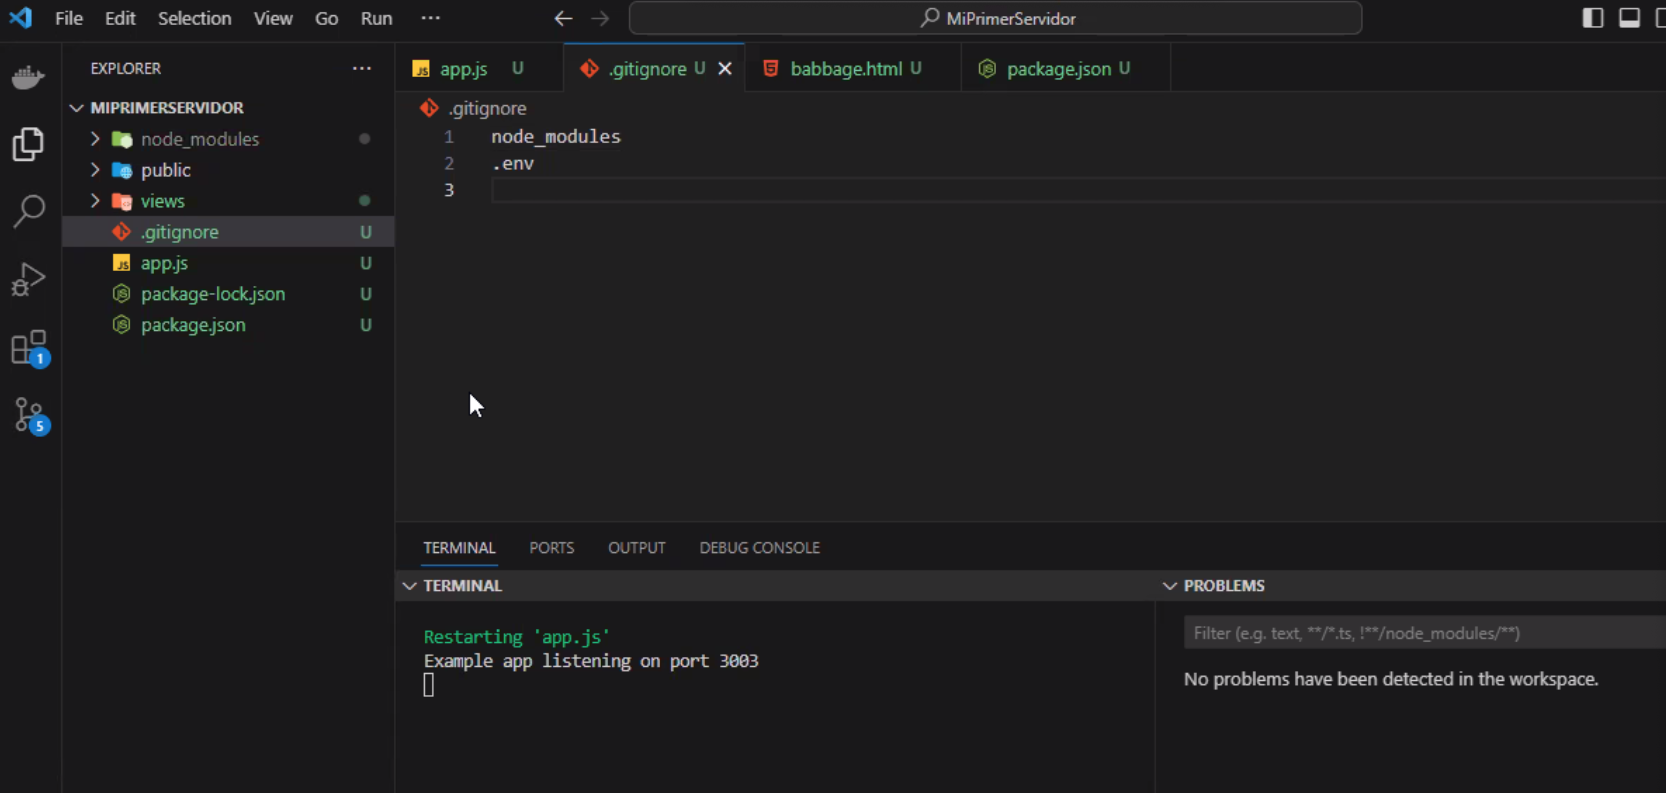 File Edit Selection View Go Run ···
MiPrimerServidor
EXPLORER ···
MIPRIMERSERVIDOR
node_modules
public
views
.gitignore U
app.js U
package-lock.json U
package.json U
1
5
JS app.js U
.gitignore U
babbage.html U
package.json U
.gitignore
1 node_modules
2 .env
3
TERMINAL PORTS OUTPUT DEBUG CONSOLE
TERMINAL
Restarting 'app.js'
Example app listening on port 3003
PROBLEMS
Filter (e.g. text, **/*.ts, !**/node_modules/**)
No problems have been detected in the workspace.